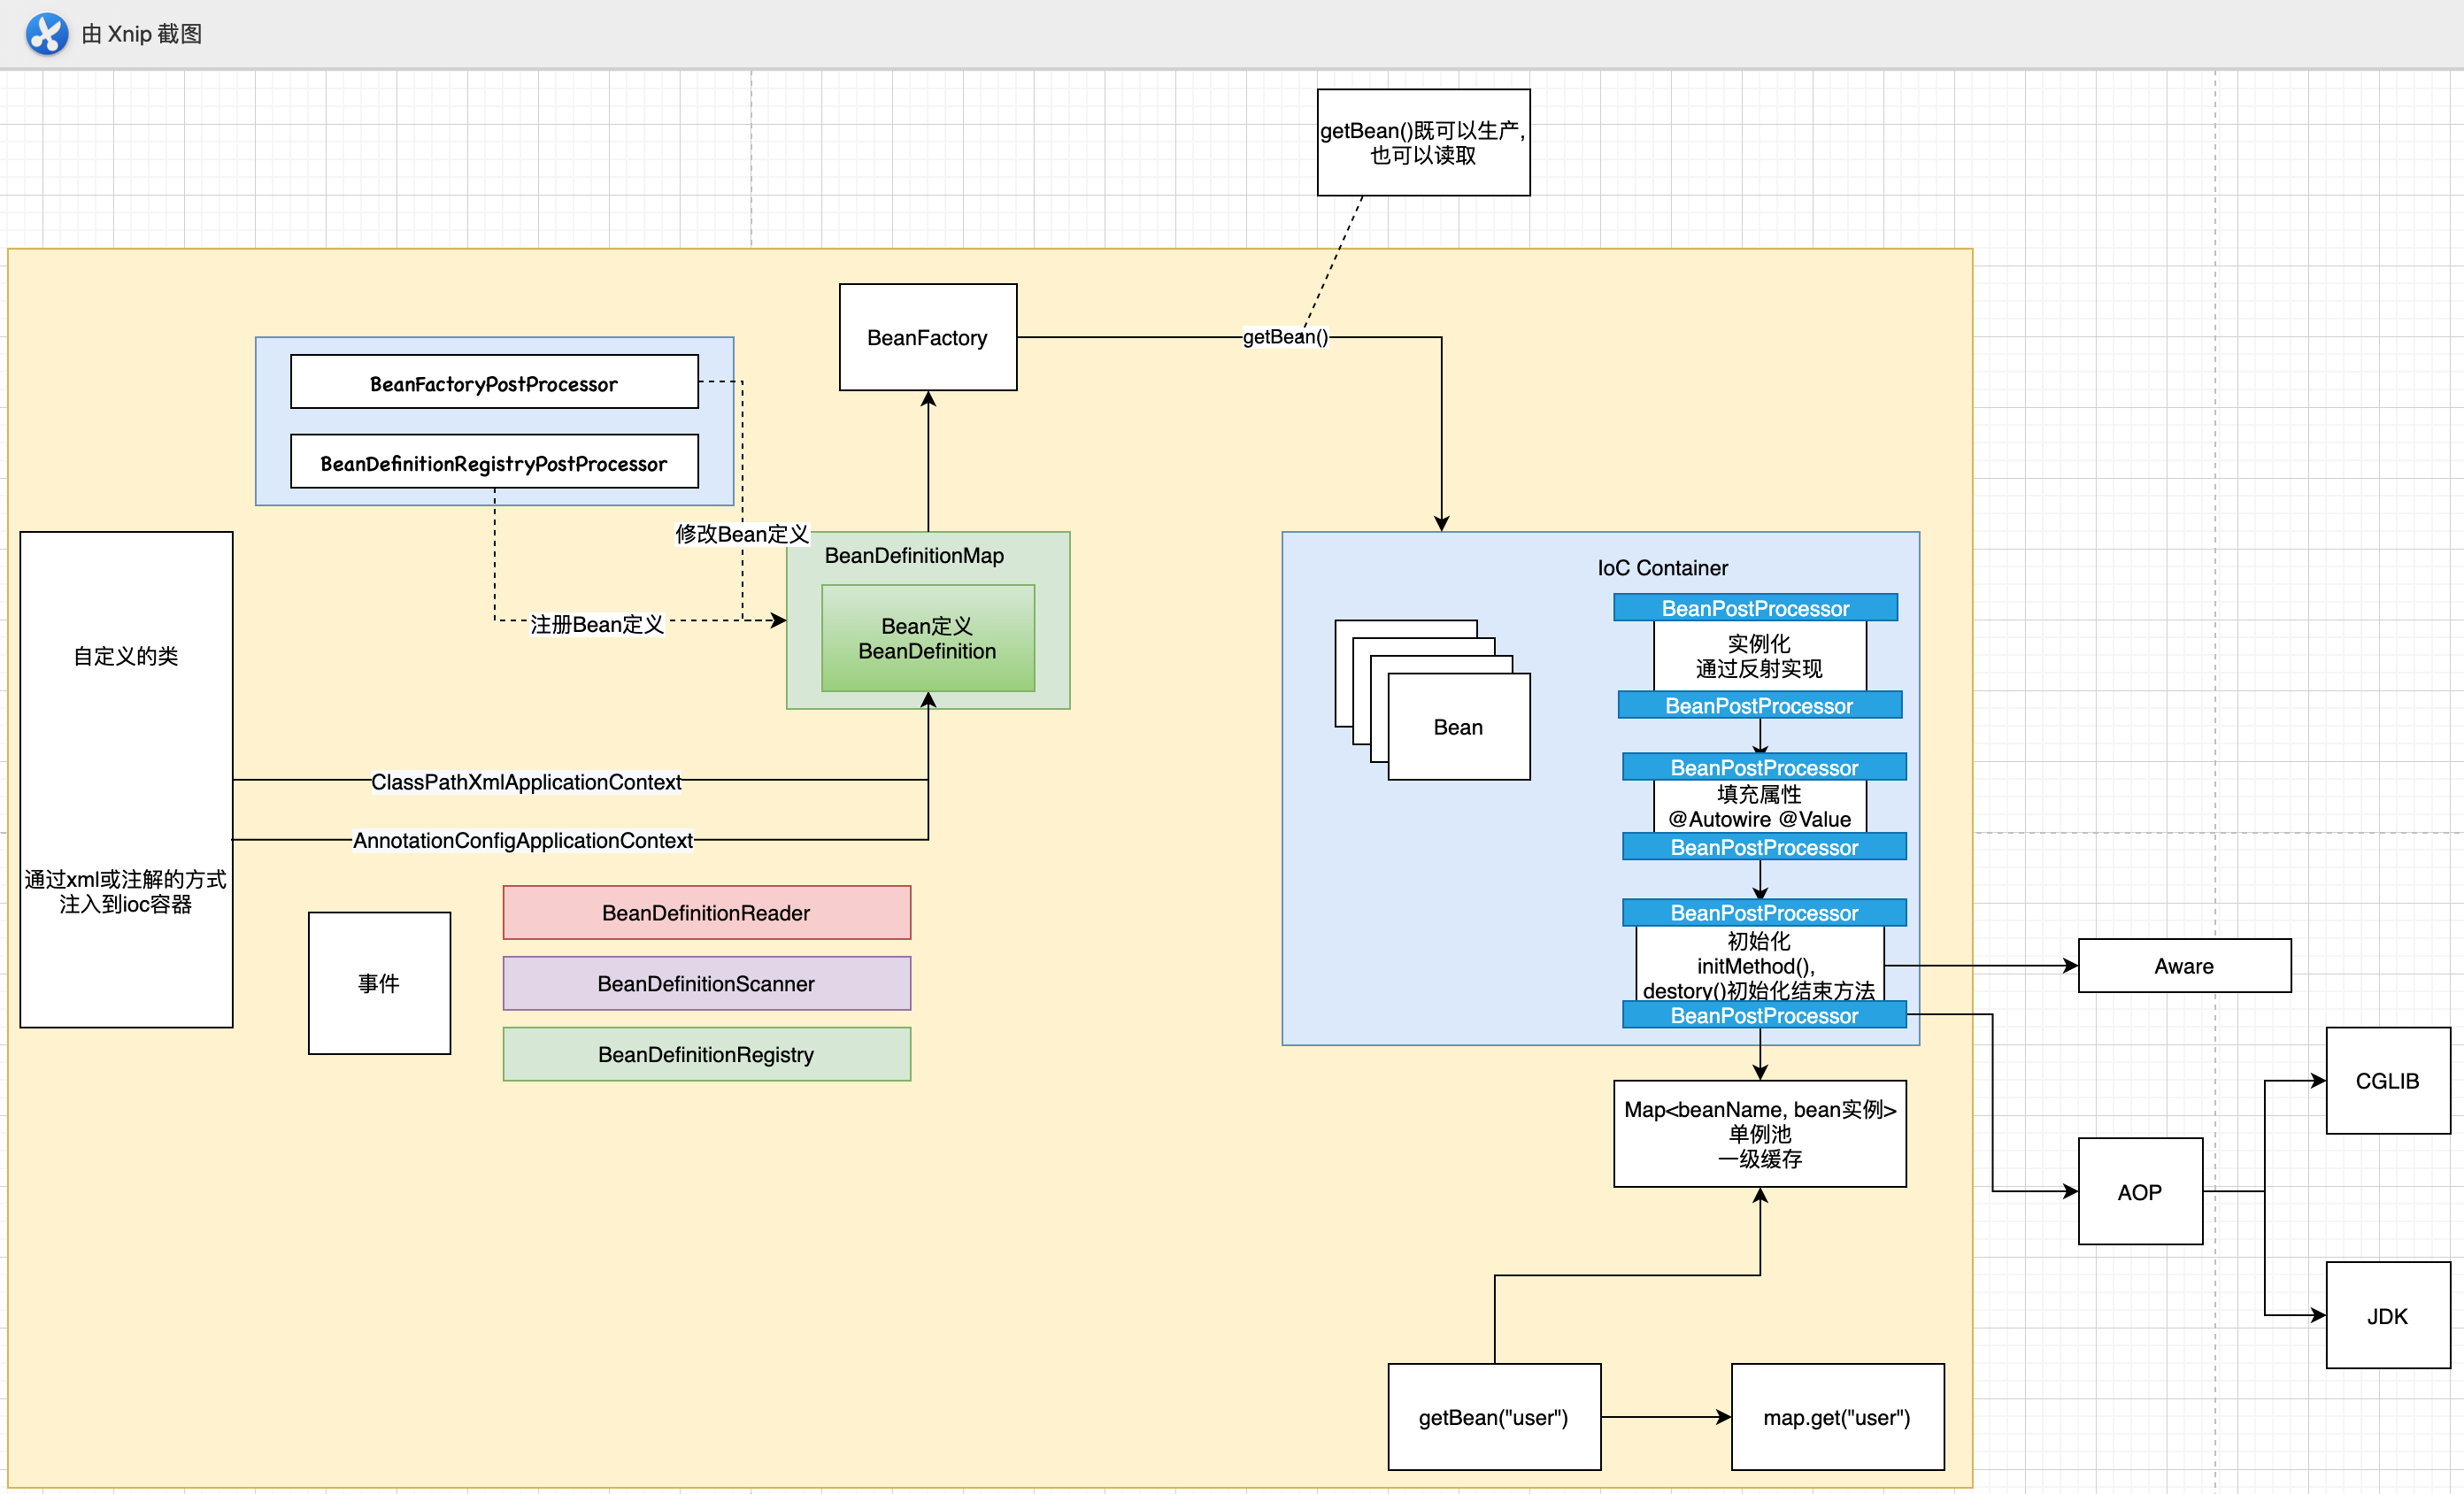 由 Xnip 截图
getBean()既可以生产,
也可以读取
BeanFactory
getBean()
BeanFactoryPostProcessor
BeanDefinitionRegistryPostProcessor
修改Bean定义
注册Bean定义
BeanDefinitionMap
Bean定义
BeanDefinition
自定义的类
通过xml或注解的方式
注入到ioc容器
ClassPathXmlApplicationContext
AnnotationConfigApplicationContext
事件
BeanDefinitionReader
BeanDefinitionScanner
BeanDefinitionRegistry
IoC Container
Bean
BeanPostProcessor
实例化
通过反射实现
BeanPostProcessor
BeanPostProcessor
填充属性
@Autowire @Value
BeanPostProcessor
BeanPostProcessor
初始化
initMethod(),
destory()初始化结束方法
BeanPostProcessor
Aware
Map<beanName, bean实例>
单例池
一级缓存
AOP
CGLIB
JDK
getBean("user")
map.get("user")